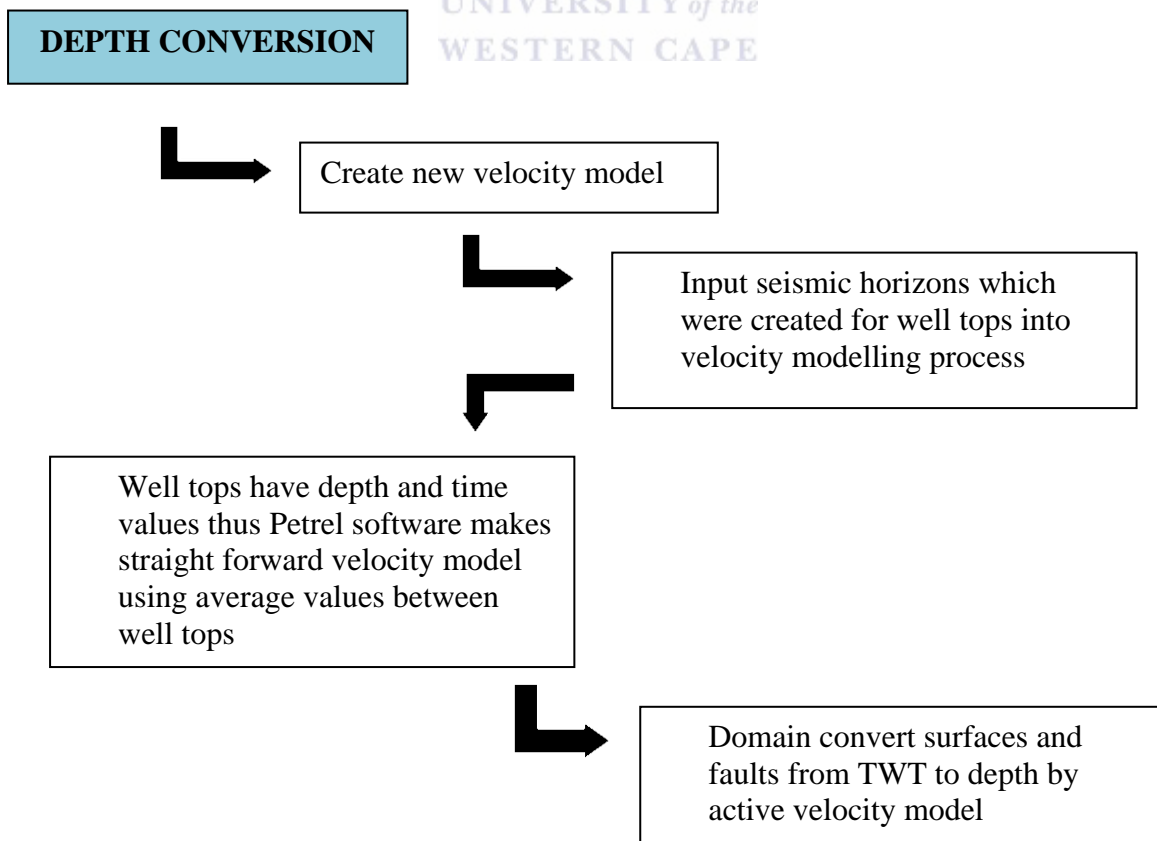 UNIVERSITY of the
WESTERN CAPE
DEPTH CONVERSION
Create new velocity model
Input seismic horizons which
were created for well tops into
velocity modelling process
Well tops have depth and time
values thus Petrel software makes
straight forward velocity model
using average values between
well tops
Domain convert surfaces and
faults from TWT to depth by
active velocity model